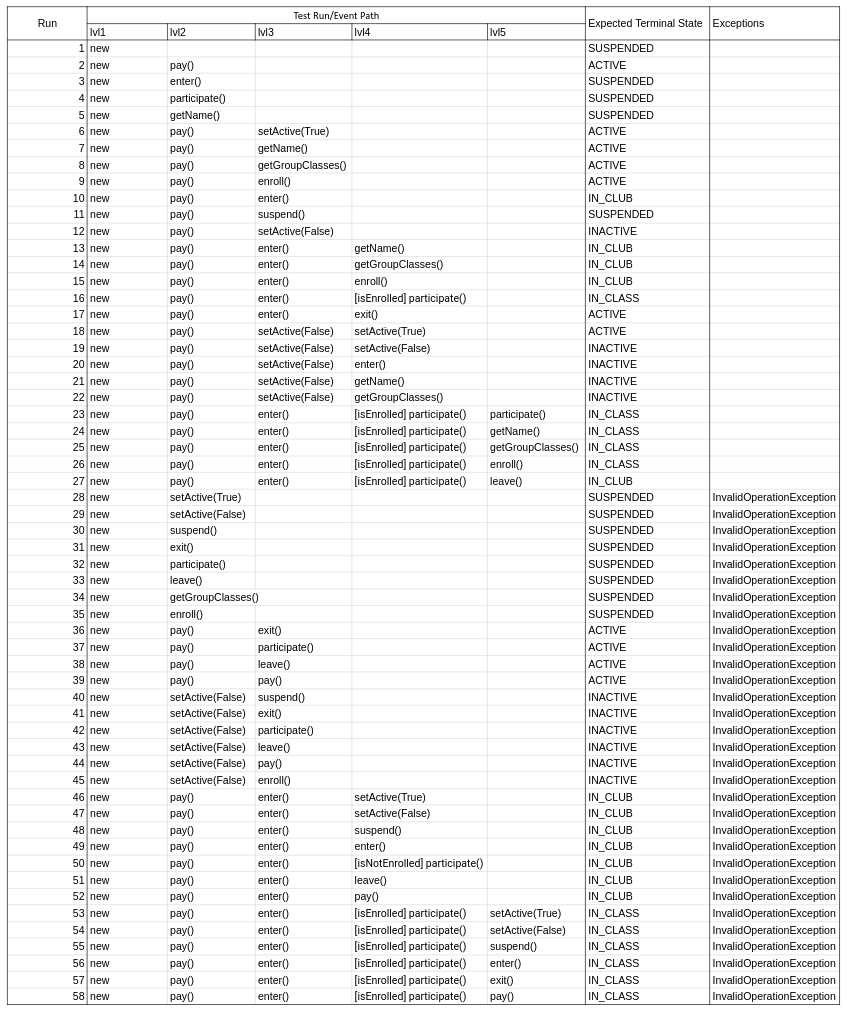 Run Test Run/Event Path Expected Terminal State Exceptions
lvl1 lvl2 lvl3 lvl4 lvl5
1 new SUSPENDED
2 new pay() ACTIVE
3 new enter() SUSPENDED
4 new participate() SUSPENDED
5 new getName() SUSPENDED
6 new pay() setActive(True) ACTIVE
7 new pay() getName() ACTIVE
8 new pay() getGroupClasses() ACTIVE
9 new pay() enroll() ACTIVE
10 new pay() enter() IN_CLUB
11 new pay() suspend() SUSPENDED
12 new pay() setActive(False) INACTIVE
13 new pay() enter() getName() IN_CLUB
14 new pay() enter() getGroupClasses() IN_CLUB
15 new pay() enter() enroll() IN_CLUB
16 new pay() enter() [isEnrolled] participate() IN_CLASS
17 new pay() enter() exit() ACTIVE
18 new pay() setActive(False) setActive(True) ACTIVE
19 new pay() setActive(False) setActive(False) INACTIVE
20 new pay() setActive(False) enter() INACTIVE
21 new pay() setActive(False) getName() INACTIVE
22 new pay() setActive(False) getGroupClasses() INACTIVE
23 new pay() enter() [isEnrolled] participate() participate() IN_CLASS
24 new pay() enter() [isEnrolled] participate() getName() IN_CLASS
25 new pay() enter() [isEnrolled] participate() getGroupClasses() IN_CLASS
26 new pay() enter() [isEnrolled] participate() enroll() IN_CLASS
27 new pay() enter() [isEnrolled] participate() leave() IN_CLUB
28 new setActive(True) SUSPENDED InvalidOperationException
29 new setActive(False) SUSPENDED InvalidOperationException
30 new suspend() SUSPENDED InvalidOperationException
31 new exit() SUSPENDED InvalidOperationException
32 new participate() SUSPENDED InvalidOperationException
33 new leave() SUSPENDED InvalidOperationException
34 new getGroupClasses() SUSPENDED InvalidOperationException
35 new enroll() SUSPENDED InvalidOperationException
36 new pay() exit() ACTIVE InvalidOperationException
37 new pay() participate() ACTIVE InvalidOperationException
38 new pay() leave() ACTIVE InvalidOperationException
39 new pay() pay() ACTIVE InvalidOperationException
40 new setActive(False) suspend() INACTIVE InvalidOperationException
41 new setActive(False) exit() INACTIVE InvalidOperationException
42 new setActive(False) participate() INACTIVE InvalidOperationException
43 new setActive(False) leave() INACTIVE InvalidOperationException
44 new setActive(False) pay() INACTIVE InvalidOperationException
45 new setActive(False) enroll() INACTIVE InvalidOperationException
46 new pay() enter() setActive(True) IN_CLUB InvalidOperationException
47 new pay() enter() setActive(False) IN_CLUB InvalidOperationException
48 new pay() enter() suspend() IN_CLUB InvalidOperationException
49 new pay() enter() enter() IN_CLUB InvalidOperationException
50 new pay() enter() [isNotEnrolled] participate() IN_CLUB InvalidOperationException
51 new pay() enter() leave() IN_CLUB InvalidOperationException
52 new pay() enter() pay() IN_CLUB InvalidOperationException
53 new pay() enter() [isEnrolled] participate() setActive(True) IN_CLASS InvalidOperationException
54 new pay() enter() [isEnrolled] participate() setActive(False) IN_CLASS InvalidOperationException
55 new pay() enter() [isEnrolled] participate() suspend() IN_CLASS InvalidOperationException
56 new pay() enter() [isEnrolled] participate() enter() IN_CLASS InvalidOperationException
57 new pay() enter() [isEnrolled] participate() exit() IN_CLASS InvalidOperationException
58 new pay() enter() [isEnrolled] participate() pay() IN_CLASS InvalidOperationException